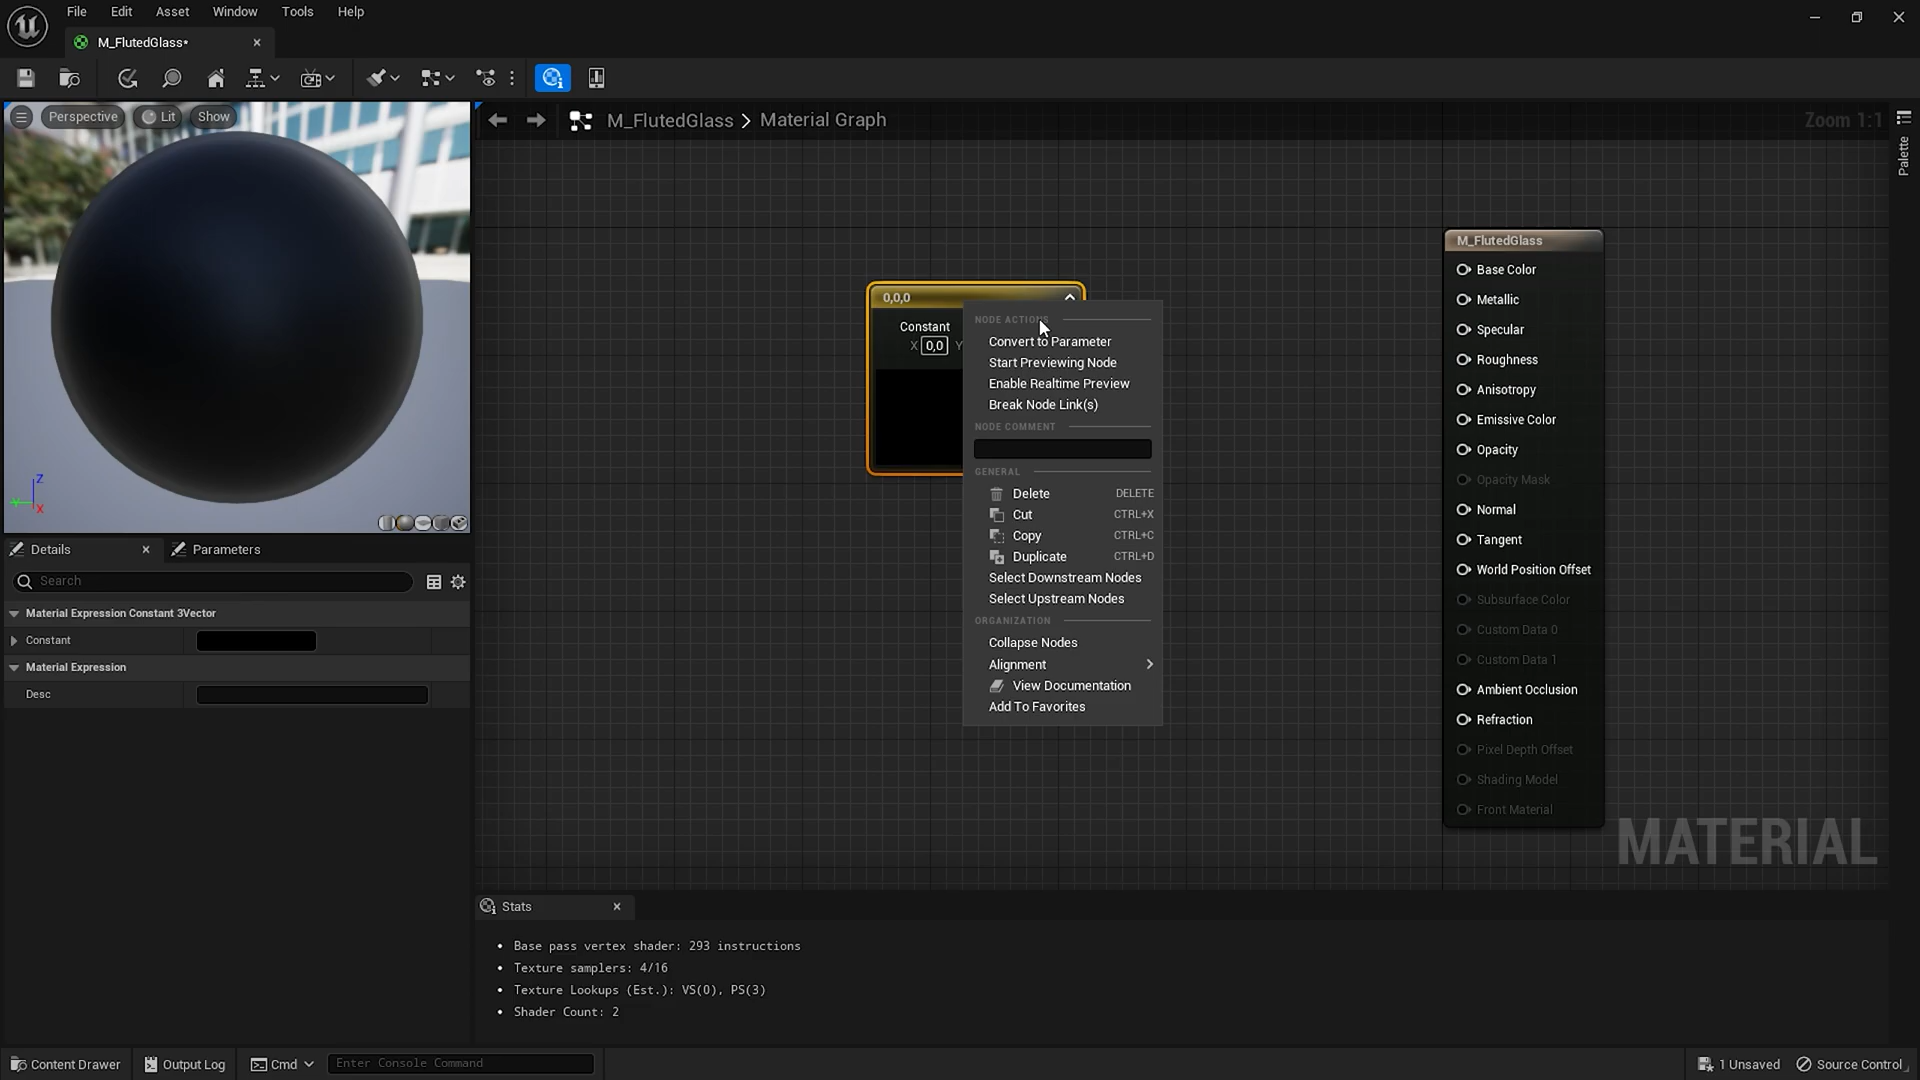 File Edit Asset Window Tools Help
M_FlutedGlass*
Perspective Lit Show
M_FlutedGlass > Material Graph
Zoom 1:1
Palette
0,0,0
Constant
X 0,0 Y
NODE ACTIONS
Convert to Parameter
Start Previewing Node
Enable Realtime Preview
Break Node Link(s)
NODE COMMENT
GENERAL
Delete DELETE
Cut CTRL+X
Copy CTRL+C
Duplicate CTRL+D
Select Downstream Nodes
Select Upstream Nodes
ORGANIZATION
Collapse Nodes
Alignment
View Documentation
Add To Favorites
M_FlutedGlass
Base Color
Metallic
Specular
Roughness
Anisotropy
Emissive Color
Opacity
Opacity Mask
Normal
Tangent
World Position Offset
Subsurface Color
Custom Data 0
Custom Data 1
Ambient Occlusion
Refraction
Pixel Depth Offset
Shading Model
Front Material
MATERIAL
Z
Y
X
Details Parameters
Search
Material Expression Constant 3Vector
Constant
Material Expression
Desc
Stats
• Base pass vertex shader: 293 instructions
• Texture samplers: 4/16
• Texture Lookups (Est.): VS(0), PS(3)
• Shader Count: 2
Content Drawer Output Log Cmd Enter Console Command 1 Unsaved Source Control